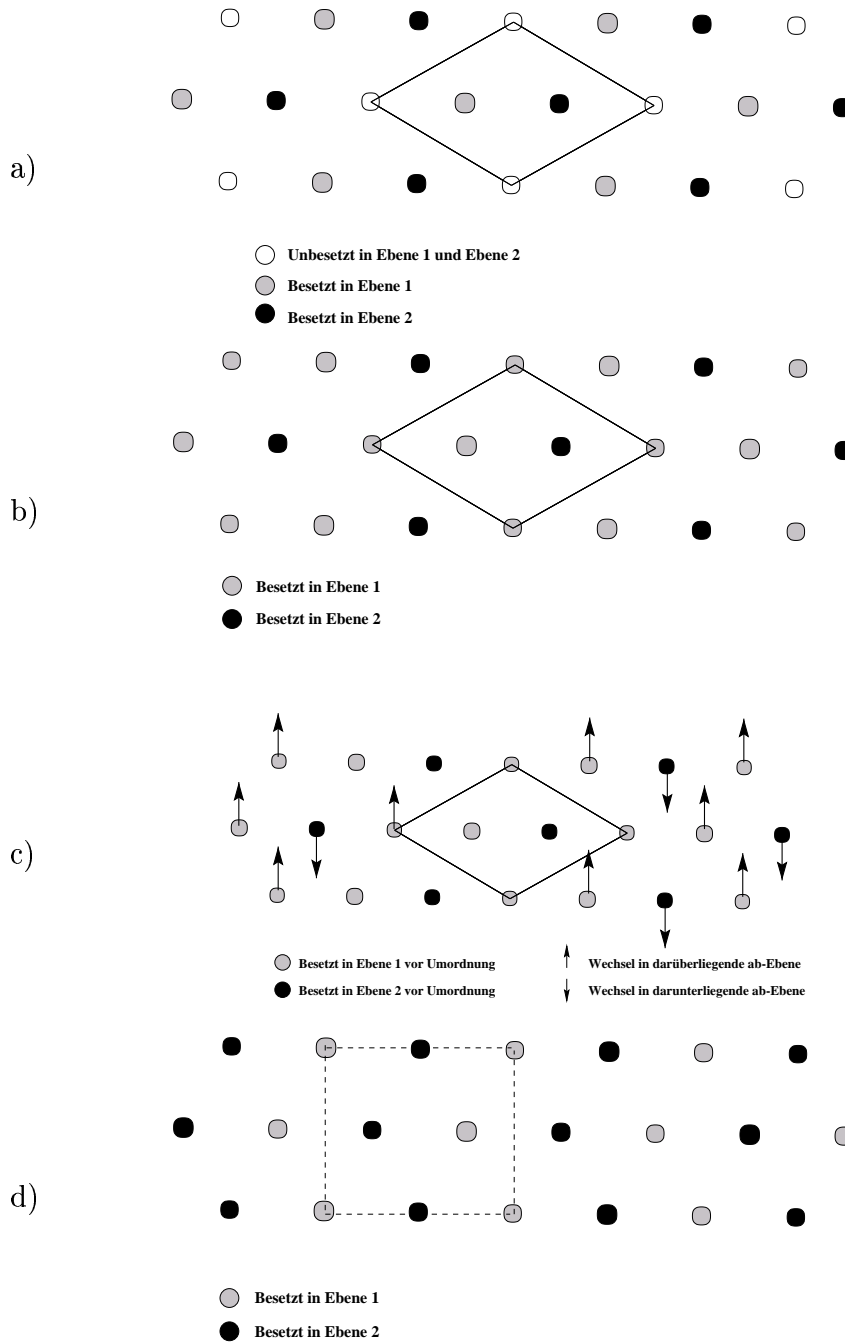 a)
Unbesetzt in Ebene 1 und Ebene 2
Besetzt in Ebene 1
Besetzt in Ebene 2
b)
Besetzt in Ebene 1
Besetzt in Ebene 2
c)
Besetzt in Ebene 1 vor Umordnung
Wechsel in darüberliegende ab-Ebene
Besetzt in Ebene 2 vor Umordnung
Wechsel in darunterliegende ab-Ebene
d)
Besetzt in Ebene 1
Besetzt in Ebene 2